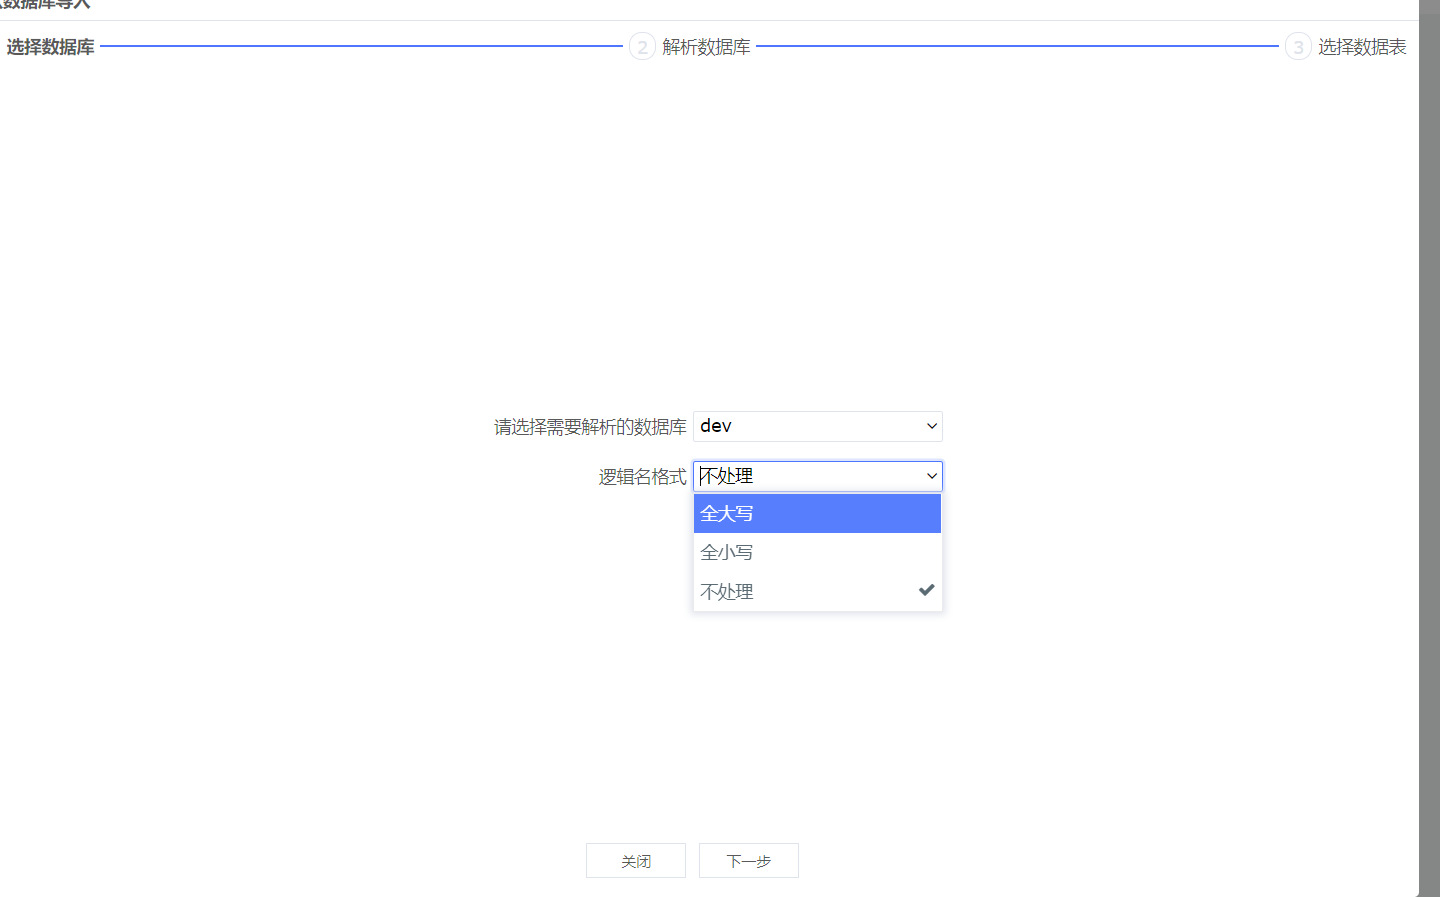 数据库导入
选择数据库
2 解析数据库
3 选择数据表
请选择需要解析的数据库 dev
逻辑名格式 不处理
全大写
全小写
不处理
关闭 下一步